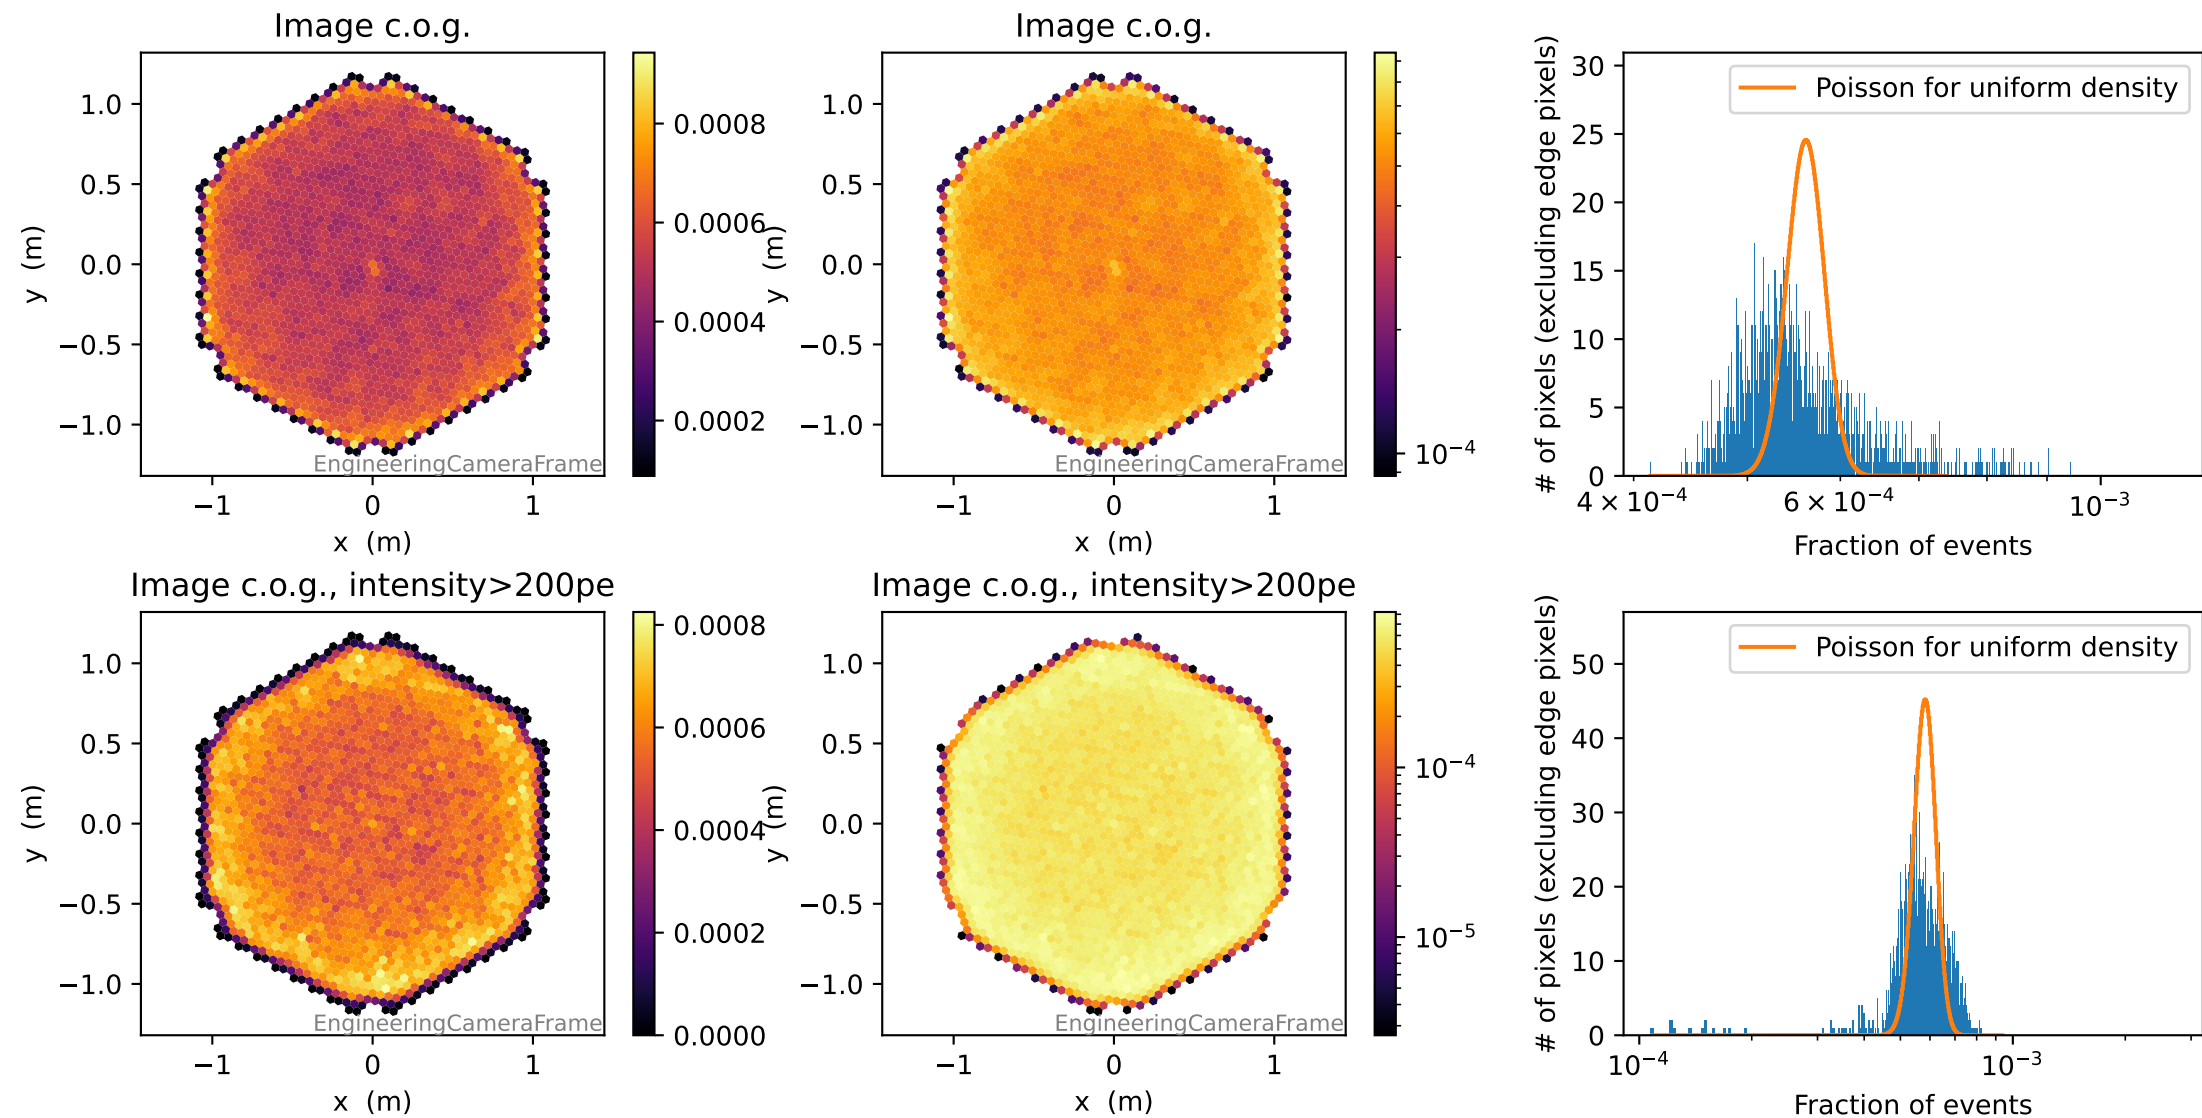 Image c.o.g.
1.0
0.5
0.0
−0.5
−1.0
y (m)
−1
0
1
x (m)
EngineeringCameraFrame
0.0008
0.0006
0.0004
0.0002
Image c.o.g.
1.0
0.5
0.0
−0.5
−1.0
y (m)
−1
0
1
x (m)
EngineeringCameraFrame
10⁻⁴
30
25
20
15
10
5
0
# of pixels (excluding edge pixels)
Poisson for uniform density
4 × 10⁻⁴
6 × 10⁻⁴
10⁻³
Fraction of events
Image c.o.g., intensity>200pe
1.0
0.5
0.0
−0.5
−1.0
y (m)
−1
0
1
x (m)
EngineeringCameraFrame
0.0008
0.0006
0.0004
0.0002
0.0000
Image c.o.g., intensity>200pe
1.0
0.5
0.0
−0.5
−1.0
y (m)
−1
0
1
x (m)
EngineeringCameraFrame
10⁻⁴
10⁻⁵
50
40
30
20
10
0
# of pixels (excluding edge pixels)
Poisson for uniform density
10⁻⁴
10⁻³
Fraction of events